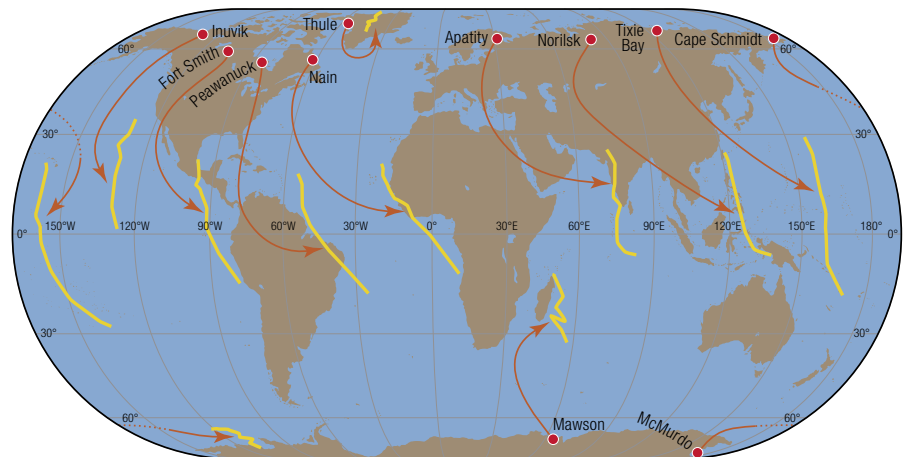 Inuvik
Thule
Fort Smith
Peawanuck
Nain
Apatity
Norilsk
Tixie
Bay
Cape Schmidt
60°
60°
30°
30°
0°
150°W
120°W
90°W
60°W
30°W
0°
30°E
60°E
90°E
120°E
150°E
180°
0°
30°
30°
60°
60°
Mawson
McMurdo